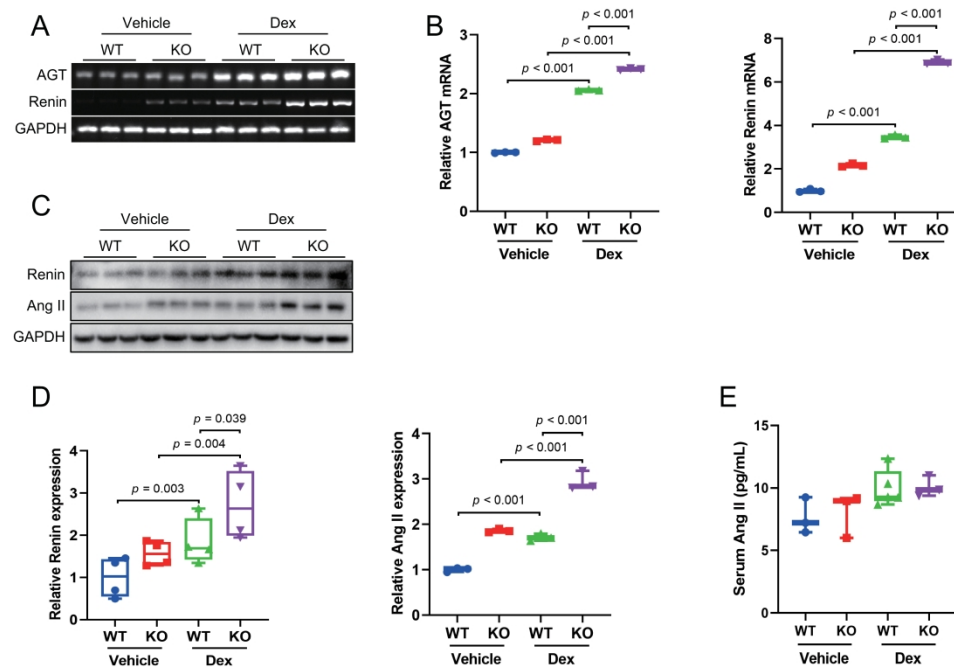 A
Vehicle Dex
WT KO WT KO
AGT
Renin
GAPDH
B
p < 0.001
p < 0.001
p < 0.001
Relative AGT mRNA
3
2
1
0
WT KO WT KO
Vehicle Dex
p < 0.001
p < 0.001
p < 0.001
Relative Renin mRNA
8
6
4
2
0
WT KO WT KO
Vehicle Dex
C
Vehicle Dex
WT KO WT KO
Renin
Ang II
GAPDH
D
p = 0.039
p = 0.004
p = 0.003
Relative Renin expression
4
3
2
1
0
WT KO WT KO
Vehicle Dex
p < 0.001
p < 0.001
p < 0.001
Relative Ang II expression
4
3
2
1
0
WT KO WT KO
Vehicle Dex
E
Serum Ang II (pg/mL)
15
10
5
0
WT KO WT KO
Vehicle Dex